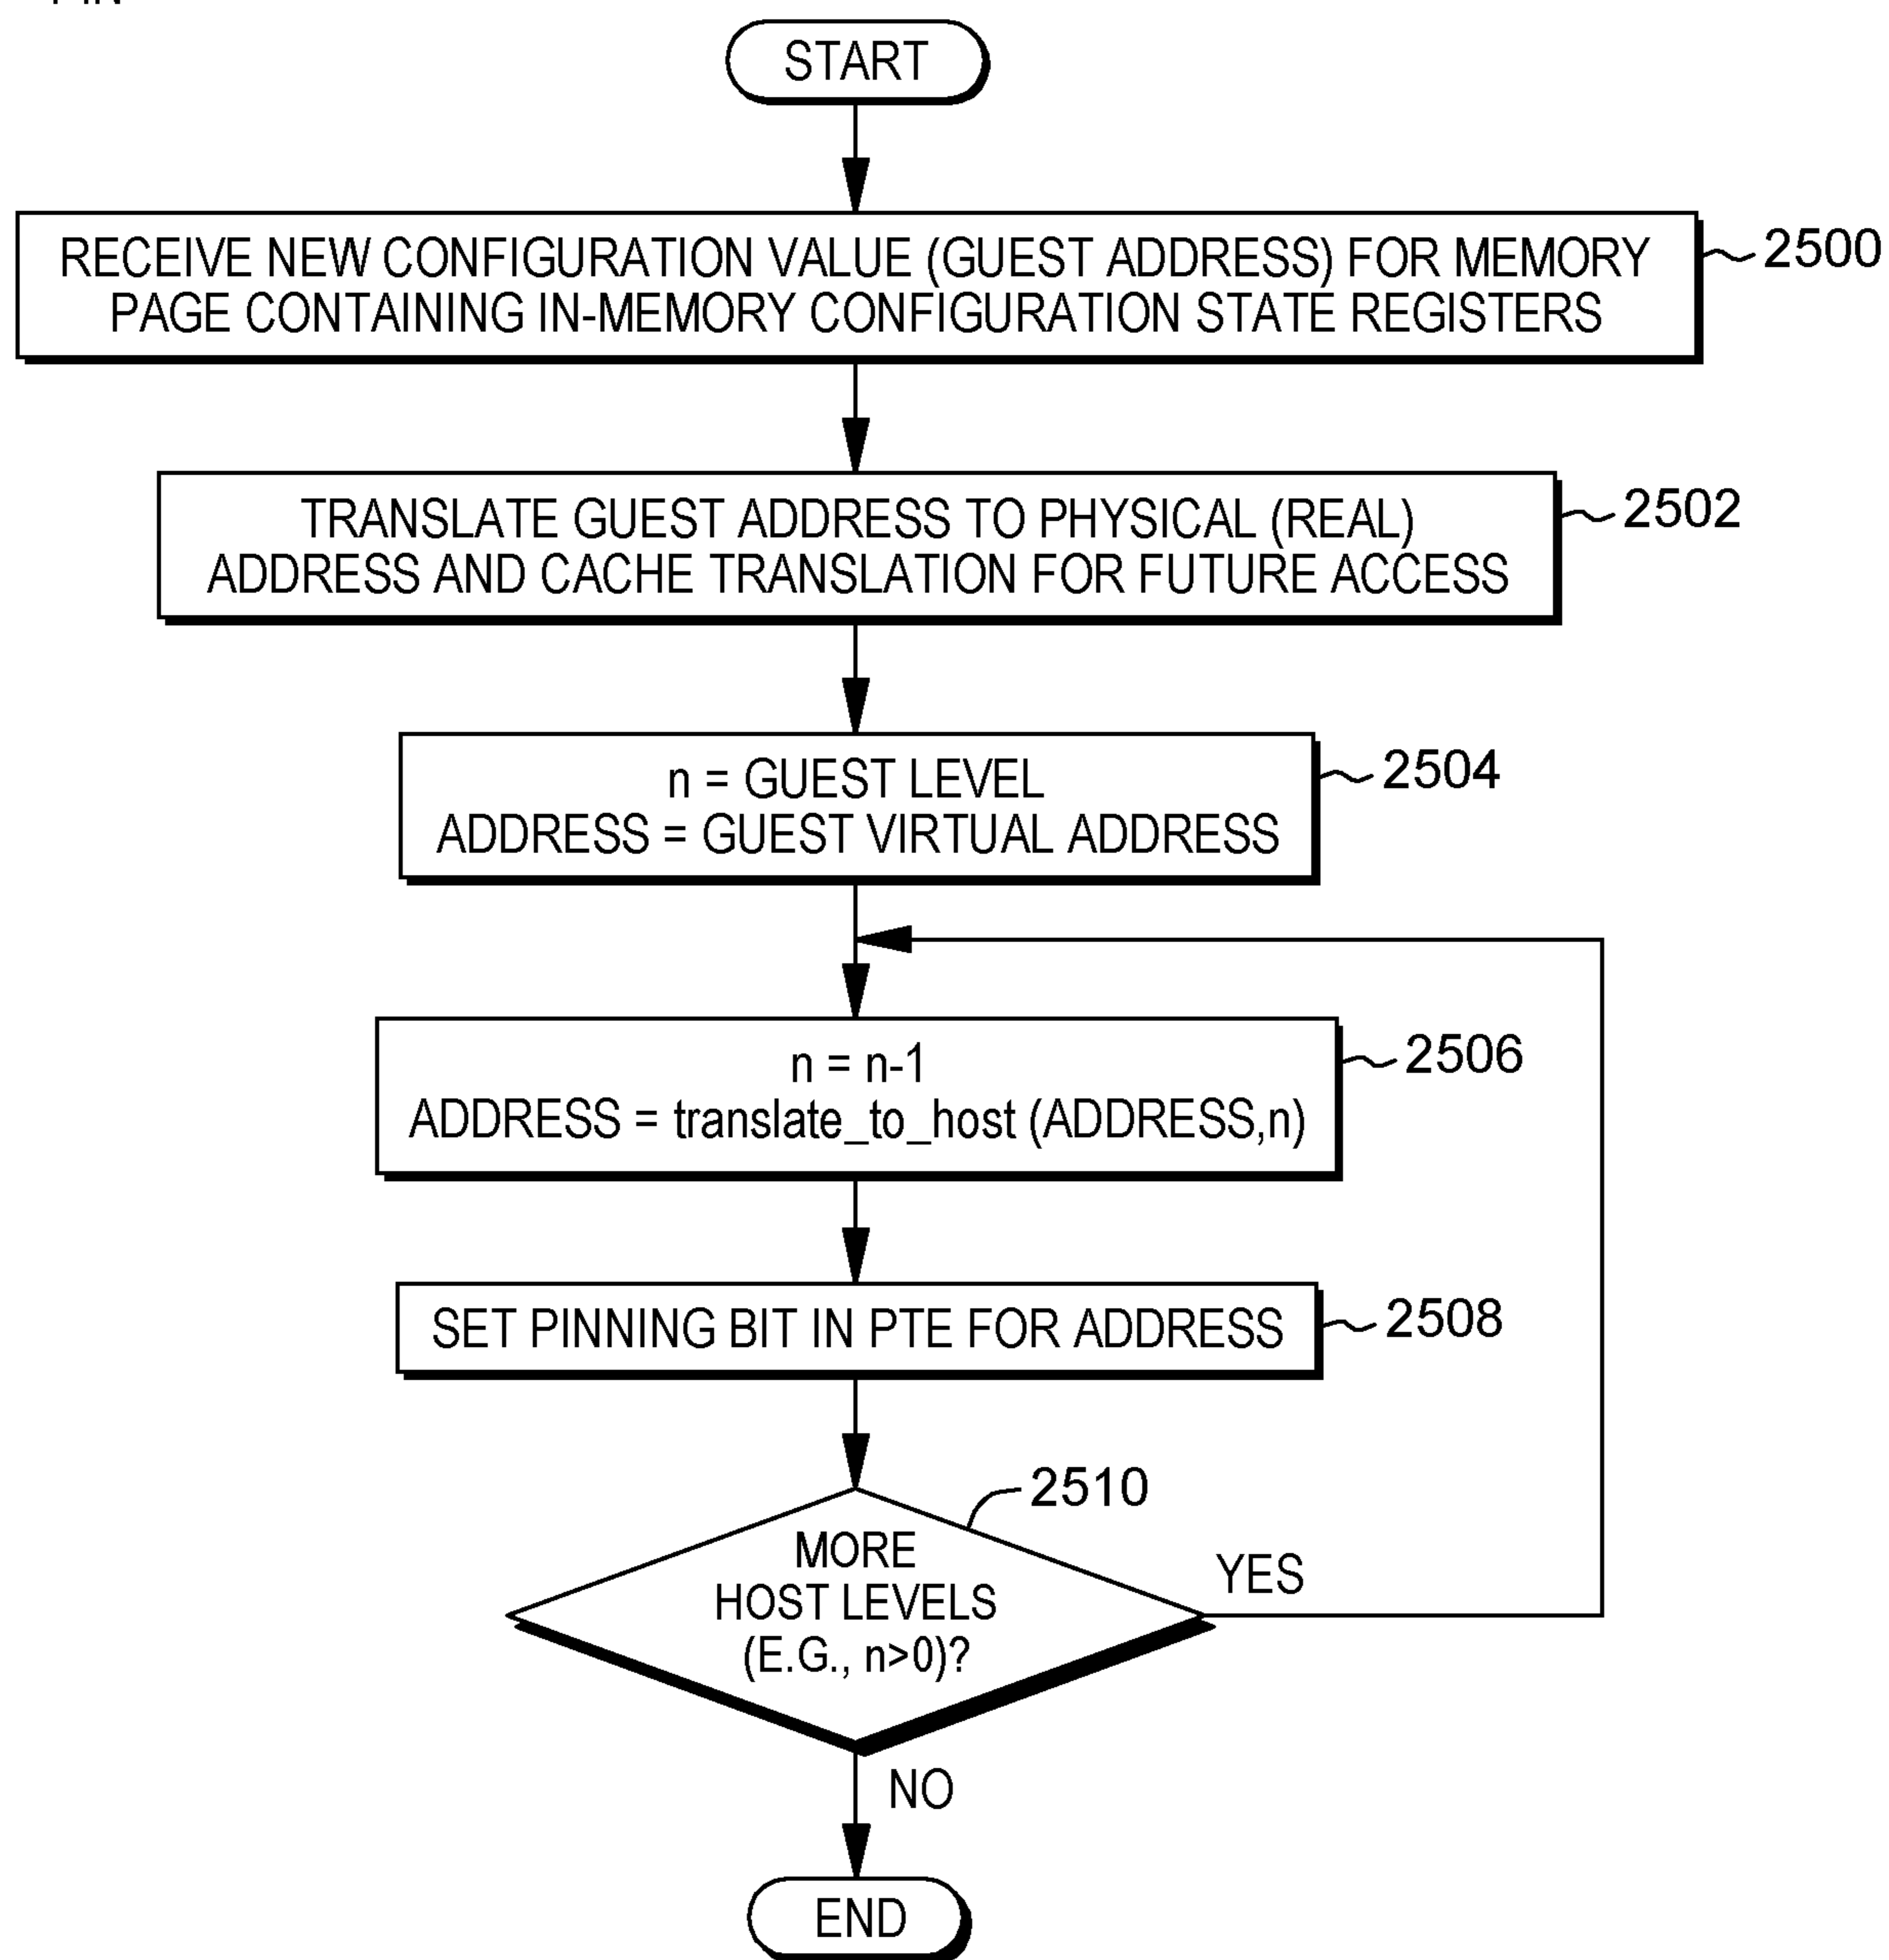 PIN
START
RECEIVE NEW CONFIGURATION VALUE (GUEST ADDRESS) FOR MEMORY
PAGE CONTAINING IN-MEMORY CONFIGURATION STATE REGISTERS
2500
TRANSLATE GUEST ADDRESS TO PHYSICAL (REAL)
ADDRESS AND CACHE TRANSLATION FOR FUTURE ACCESS
2502
n = GUEST LEVEL
ADDRESS = GUEST VIRTUAL ADDRESS
2504
n = n-1
ADDRESS = translate_to_host (ADDRESS,n)
2506
SET PINNING BIT IN PTE FOR ADDRESS
2508
2510
MORE
HOST LEVELS
(E.G., n>0)?
YES
NO
END